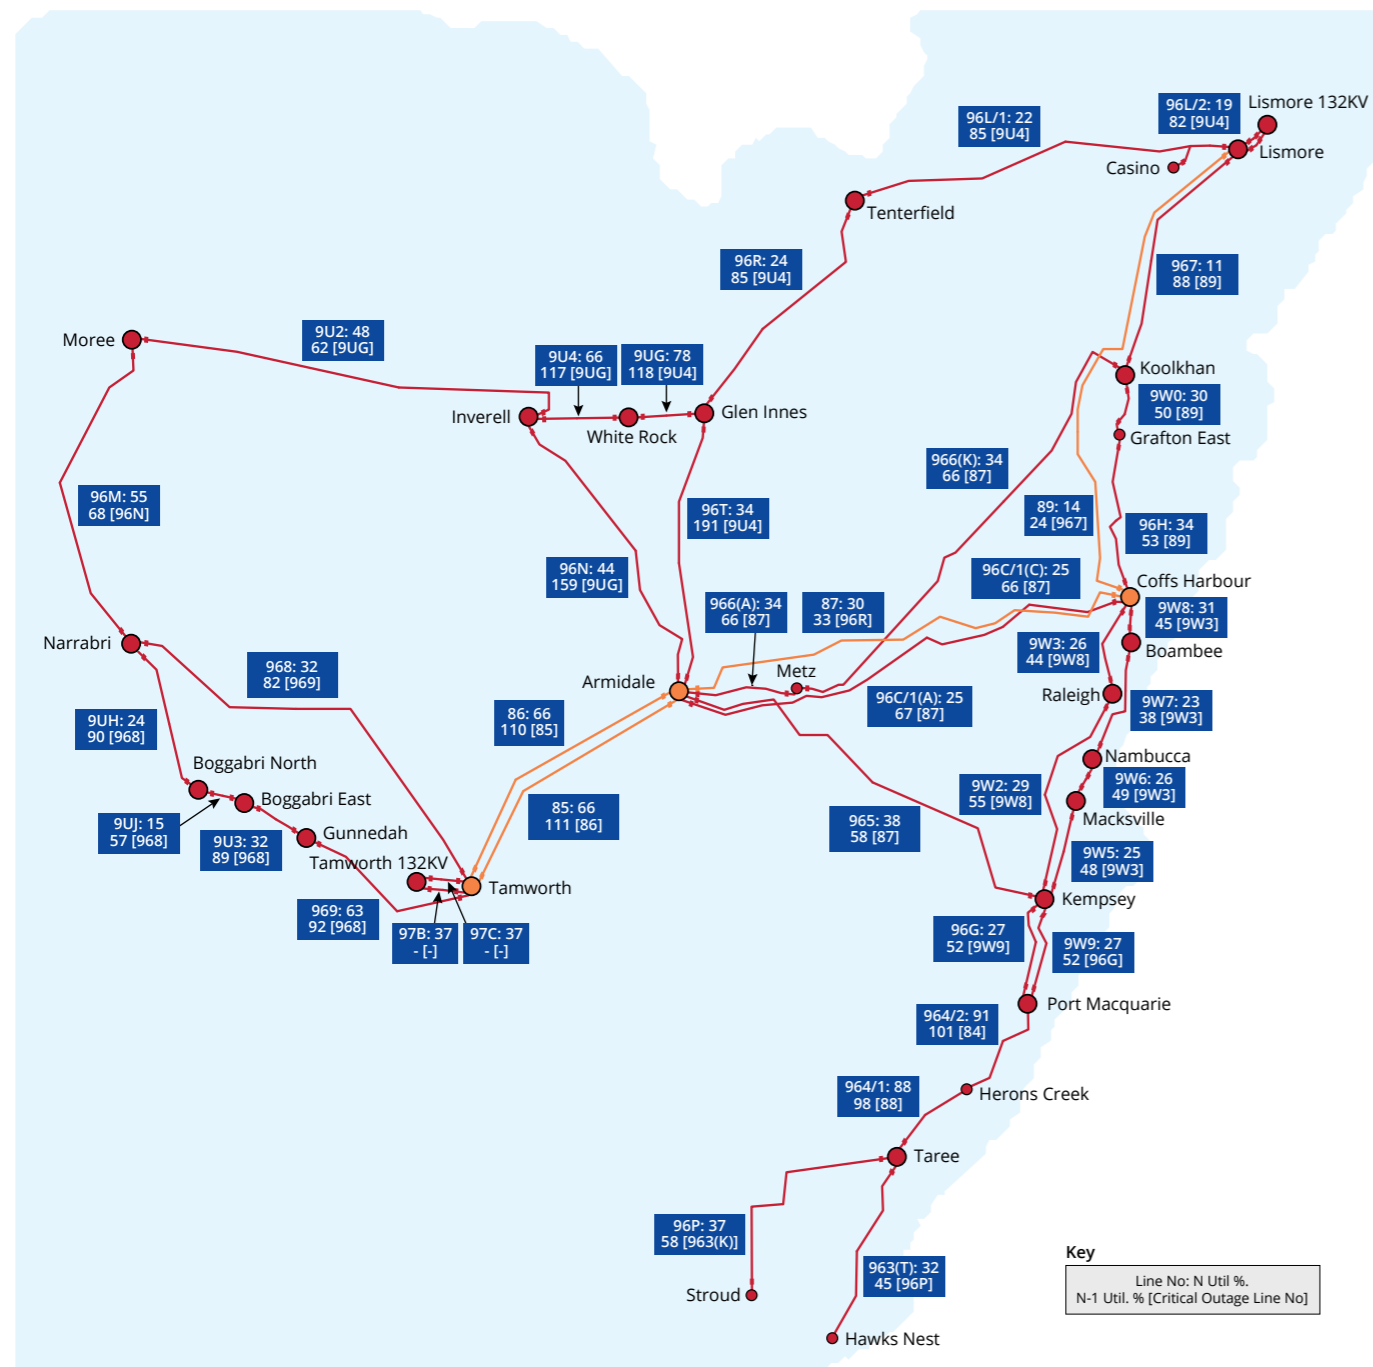 96L/2: 19
82 [9U4]
Lismore 132KV
96L/1: 22
85 [9U4]
Casino
Lismore
Tenterfield
96R: 24
85 [9U4]
967: 11
88 [89]
Moree
9U2: 48
62 [9UG]
9U4: 66
117 [9UG]
9UG: 78
118 [9U4]
Koolkhan
9W0: 30
50 [89]
Inverell
White Rock
Glen Innes
Grafton East
966(K): 34
66 [87]
96M: 55
68 [96N]
96T: 34
191 [9U4]
89: 14
24 [967]
96H: 34
53 [89]
96N: 44
159 [9UG]
96C/1(C): 25
66 [87]
Coffs Harbour
966(A): 34
66 [87]
87: 30
33 [96R]
9W8: 31
45 [9W3]
Narrabri
968: 32
82 [969]
9W3: 26
44 [9W8]
Boambee
Armidale
Metz
96C/1(A): 25
67 [87]
Raleigh
9W7: 23
38 [9W3]
9UH: 24
90 [968]
86: 66
110 [85]
Boggabri North
Nambucca
9W2: 29
55 [9W8]
9W6: 26
49 [9W3]
Boggabri East
85: 66
111 [86]
9UJ: 15
57 [968]
9U3: 32
89 [968]
Gunnedah
965: 38
58 [87]
Macksville
Tamworth 132KV
Tamworth
9W5: 25
48 [9W3]
969: 63
92 [968]
97B: 37
- [-]
97C: 37
- [-]
Kempsey
96G: 27
52 [9W9]
9W9: 27
52 [96G]
Port Macquarie
964/2: 91
101 [84]
964/1: 88
98 [88]
Herons Creek
Taree
96P: 37
58 [963(K)]
963(T): 32
45 [96P]
Stroud
Hawks Nest
Key
Line No: N Util %.
N-1 Util. % [Critical Outage Line No]